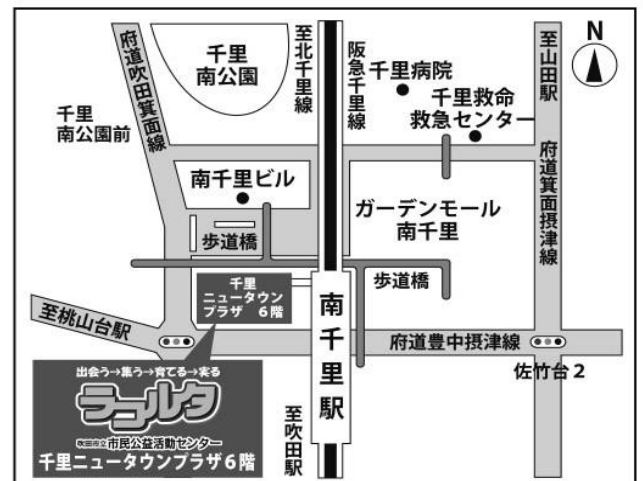 府道吹田箕面線
千里
南公園
至北千里線
阪急千里線
千里病院
千里救命
救急センター
至山田駅
N
千里
南公園前
南千里ビル
ガーデンモール
南千里
府道箕面摂津線
歩道橋
歩道橋
千里
ニュータウン
プラザ 6階
至桃山台駅
南千里駅
府道豊中摂津線
佐竹台2
出会う→集う→育てる→実る
ラコルタ
吹田市立市民公益活動センター
千里ニュータウンプラザ6階
至吹田駅